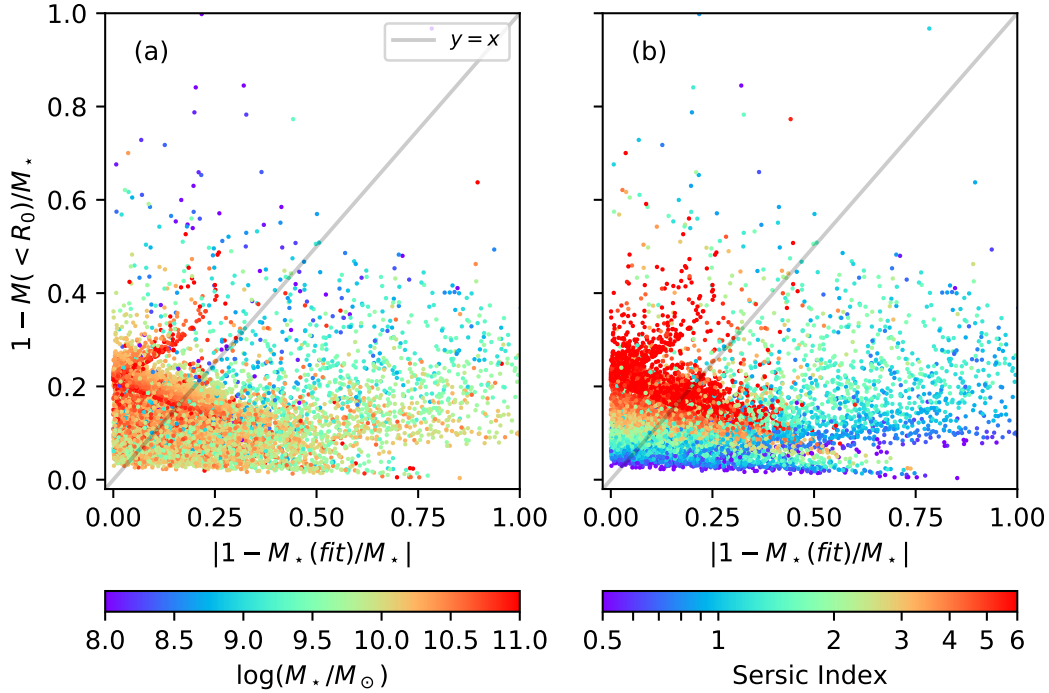 (a)
y = x
(b)
1.0
0.8
0.6
0.4
0.2
0.0
1 − M(< R₀)/M⋆
0.00 0.25 0.50 0.75 1.00
0.00 0.25 0.50 0.75 1.00
|1 − M⋆(fit)/M⋆|
|1 − M⋆(fit)/M⋆|
8.0 8.5 9.0 9.5 10.0 10.5 11.0
0.5 1 2 3 4 5 6
log(M⋆/M⊙)
Sersic Index